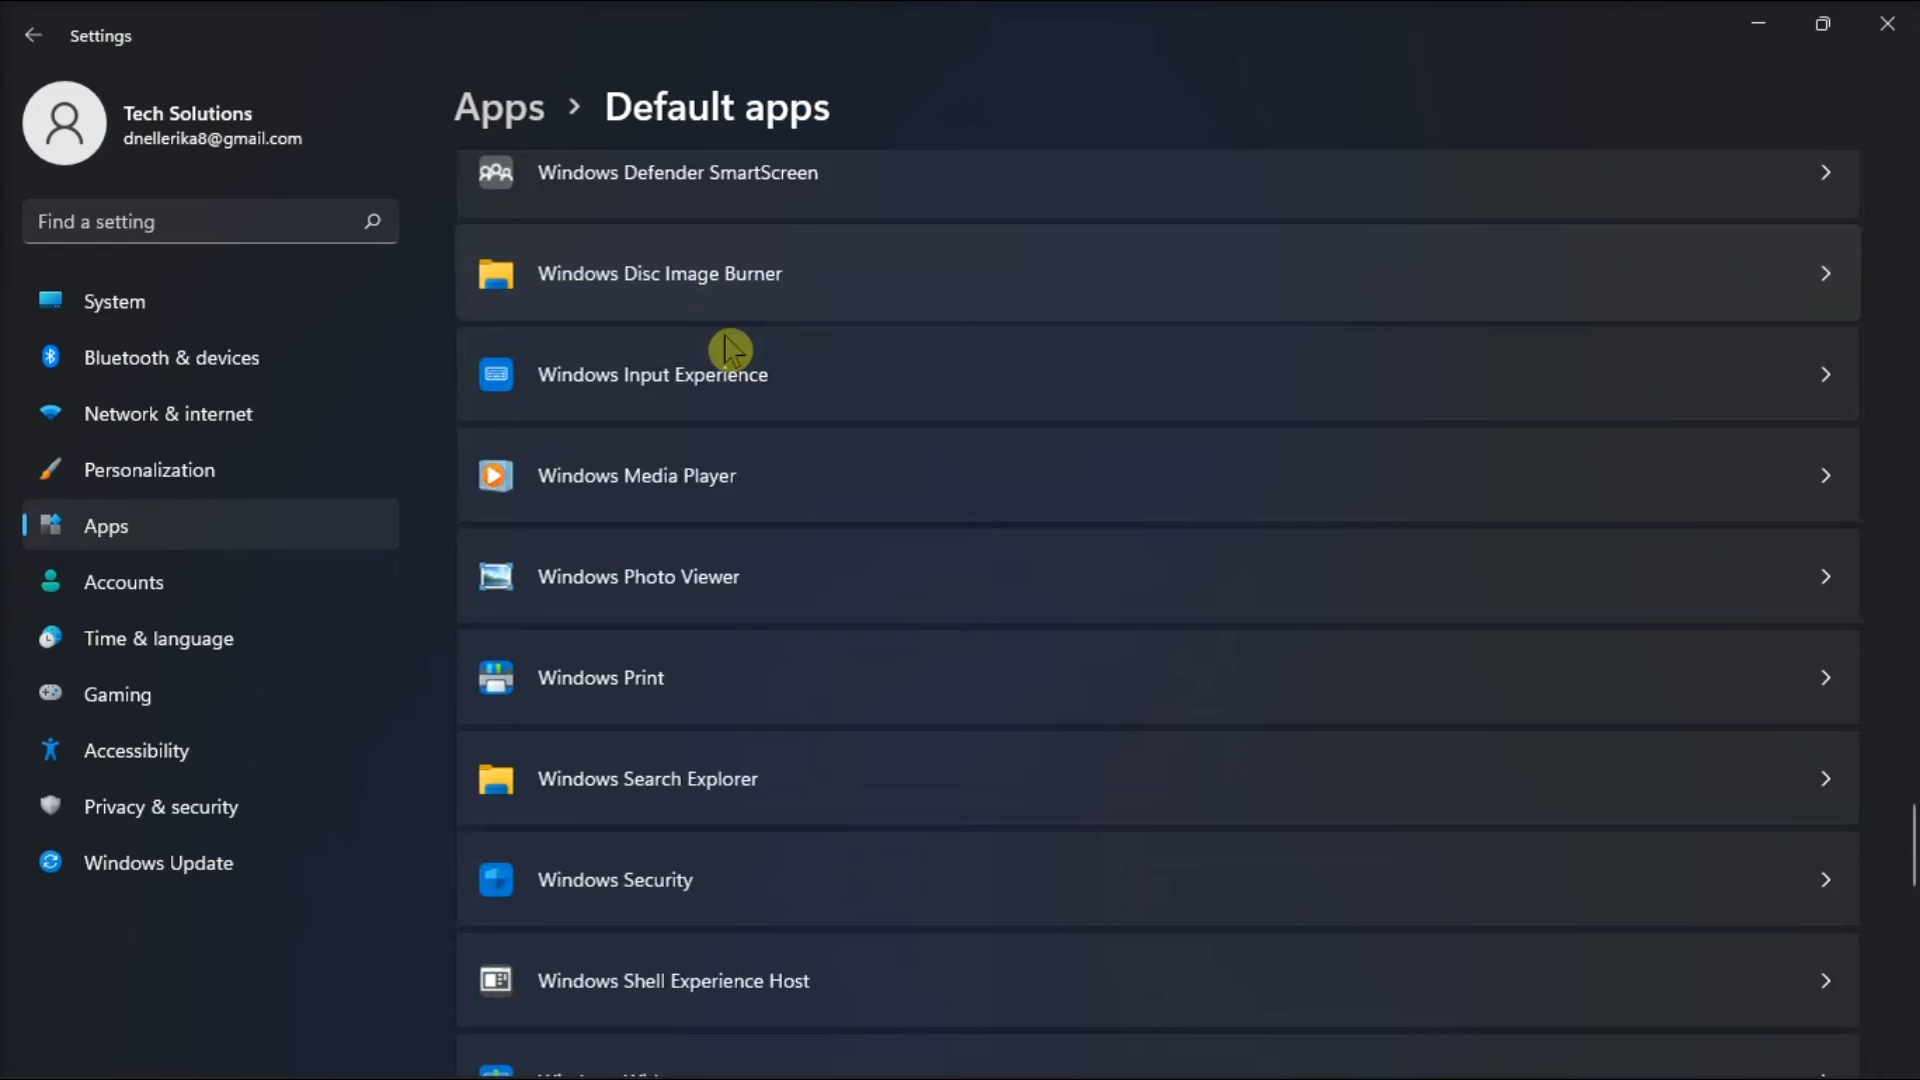 Settings
Tech Solutions
dnellerika8@gmail.com
Find a setting
System
Bluetooth & devices
Network & internet
Personalization
Apps
Accounts
Time & language
Gaming
Accessibility
Privacy & security
Windows Update
Apps > Default apps
Windows Defender SmartScreen
Windows Disc Image Burner
Windows Input Experience
Windows Media Player
Windows Photo Viewer
Windows Print
Windows Search Explorer
Windows Security
Windows Shell Experience Host